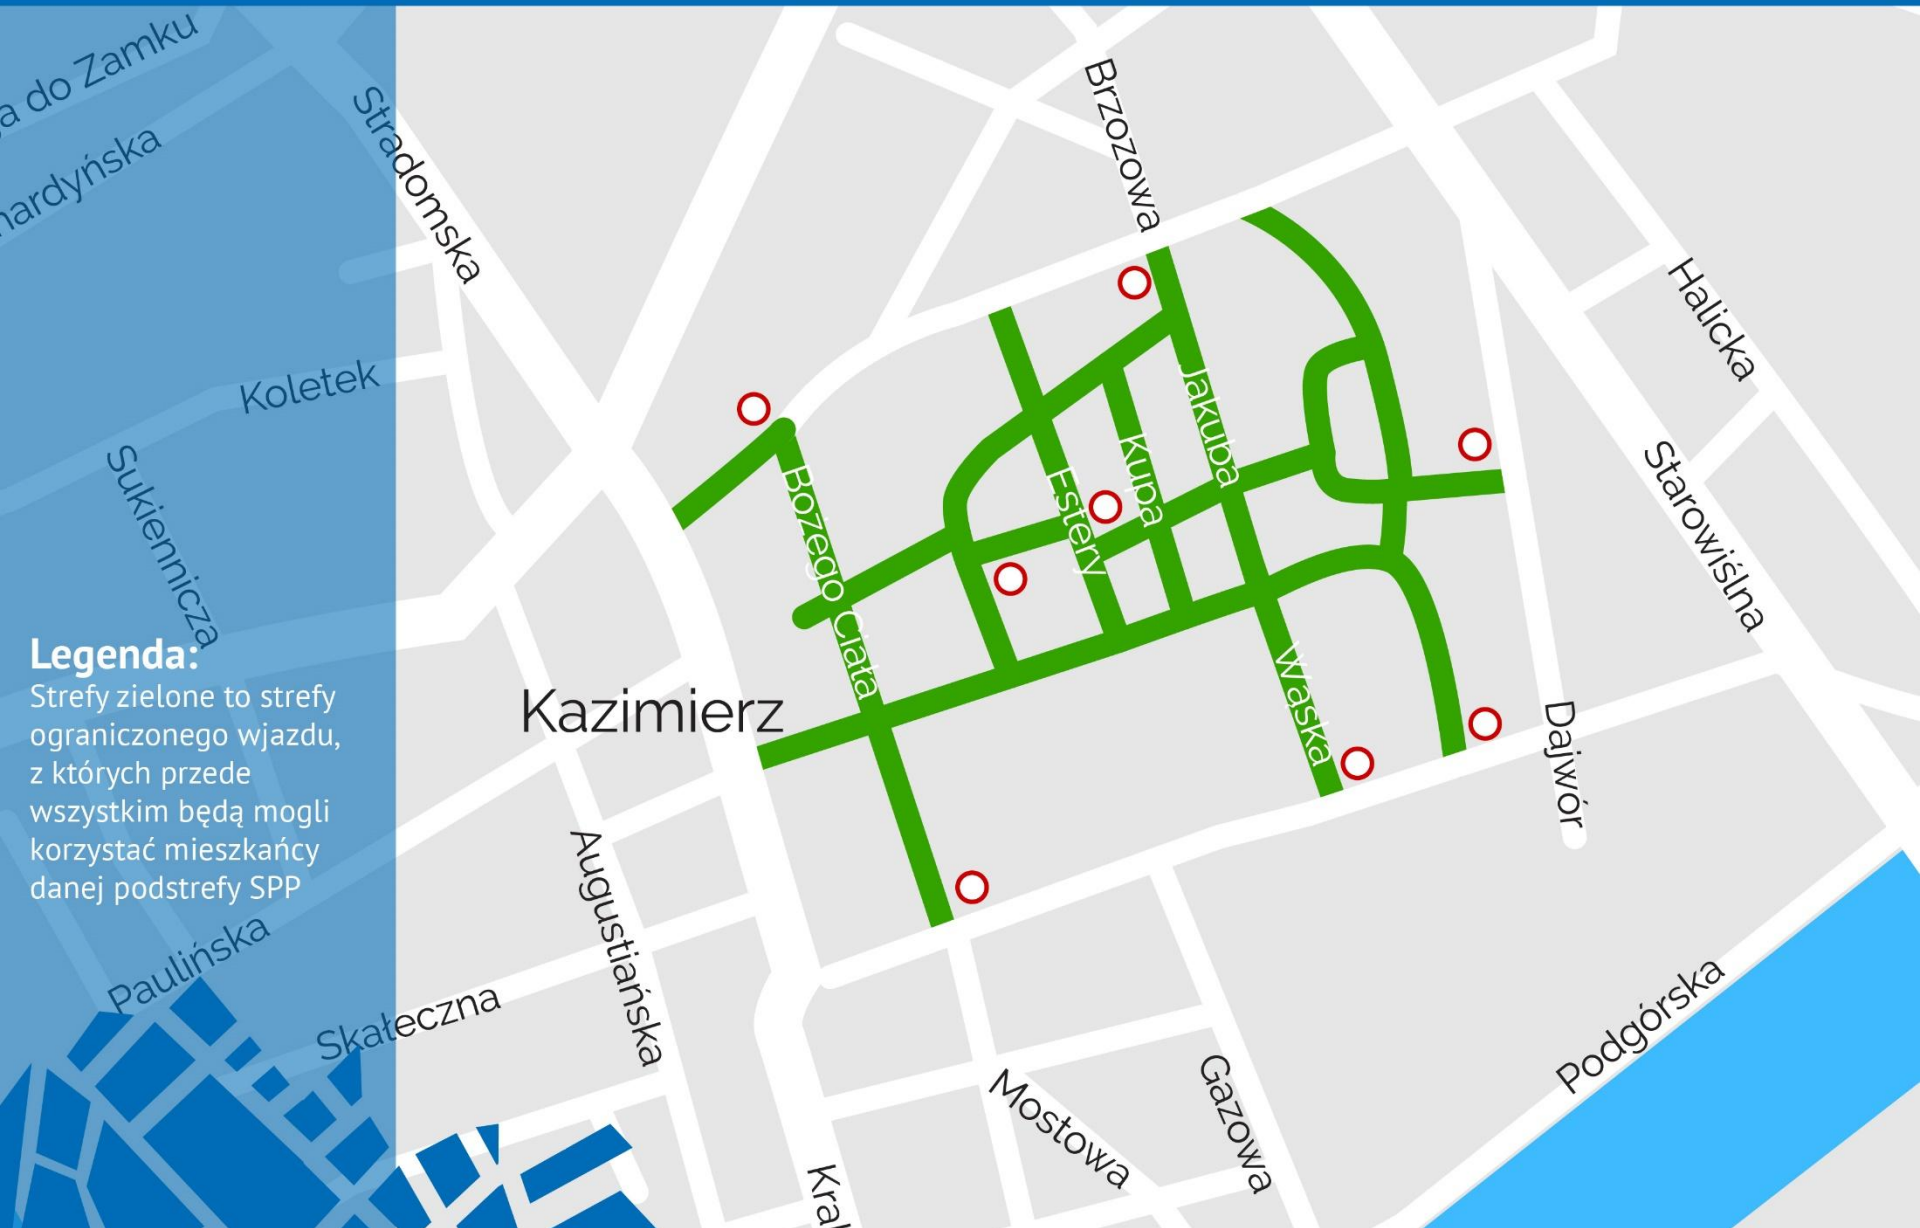 a do Zamku
nardyńska
Stradomska
Brzozowa
Halicka
Koletek
Sukiennicza
Jakuba
Kupa
Estery
Bożego Ciała
Starowiślna
Legenda:
Strefy zielone to strefy
ograniczonego wjazdu,
z których przede
wszystkim będą mogli
korzystać mieszkańcy
danej podstrefy SPP
Kazimierz
Wąska
Dajwór
Augustiańska
Paulińska
Skałeczna
Podgórska
Mostowa
Gazowa
Kral